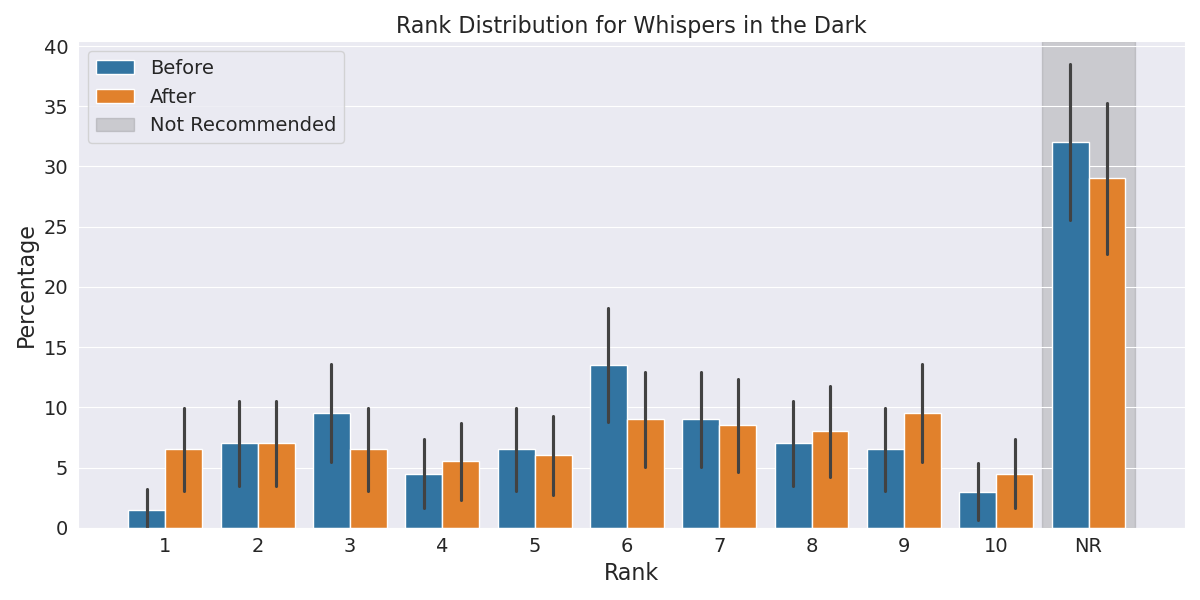 Rank Distribution for Whispers in the Dark
Before
After
Not Recommended
Percentage
40
35
30
25
20
15
10
5
0
1 2 3 4 5 6 7 8 9 10 NR
Rank